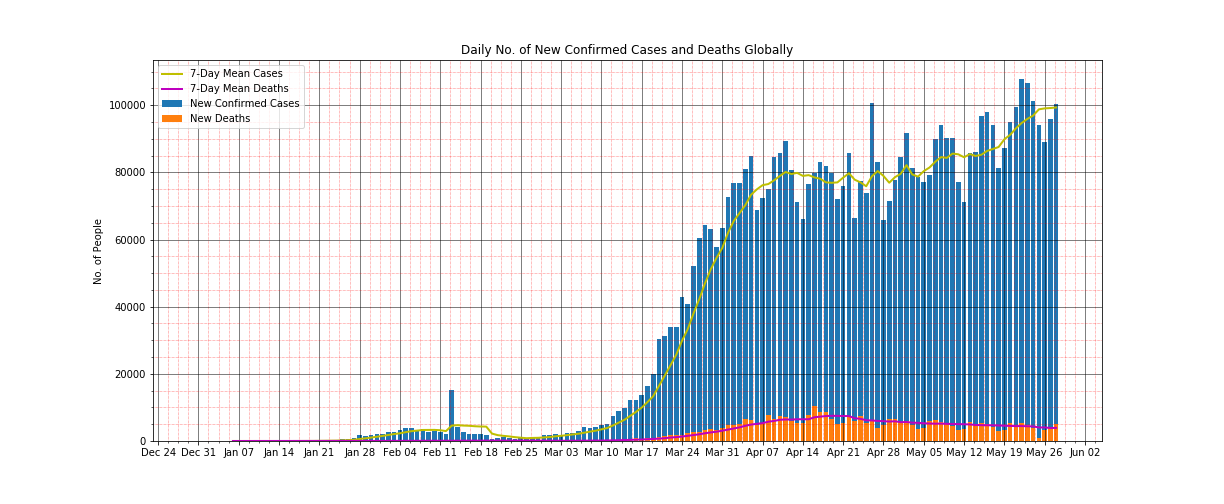 Daily No. of New Confirmed Cases and Deaths Globally
7-Day Mean Cases
7-Day Mean Deaths
New Confirmed Cases
New Deaths
No. of People
100000
80000
60000
40000
20000
0
Dec 24 Dec 31 Jan 07 Jan 14 Jan 21 Jan 28 Feb 04 Feb 11 Feb 18 Feb 25 Mar 03 Mar 10 Mar 17 Mar 24 Mar 31 Apr 07 Apr 14 Apr 21 Apr 28 May 05 May 12 May 19 May 26 Jun 02